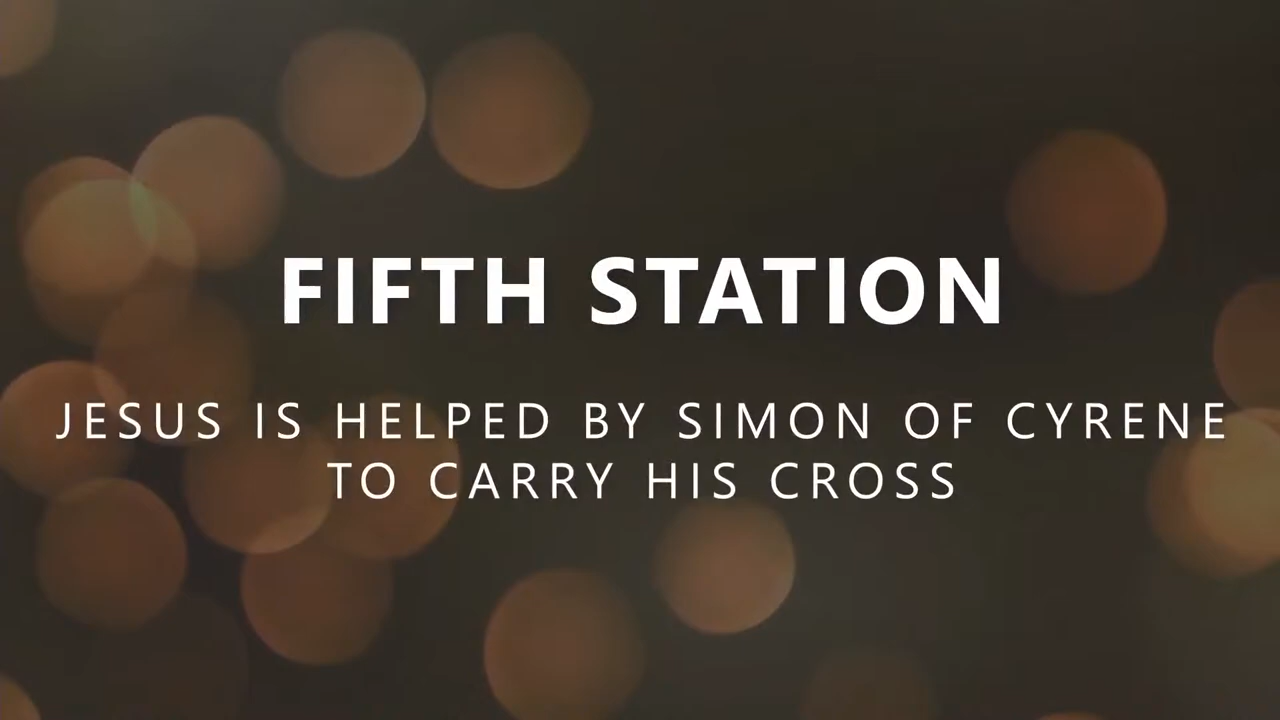 FIFTH STATION
JESUS IS HELPED BY SIMON OF CYRENE
TO CARRY HIS CROSS